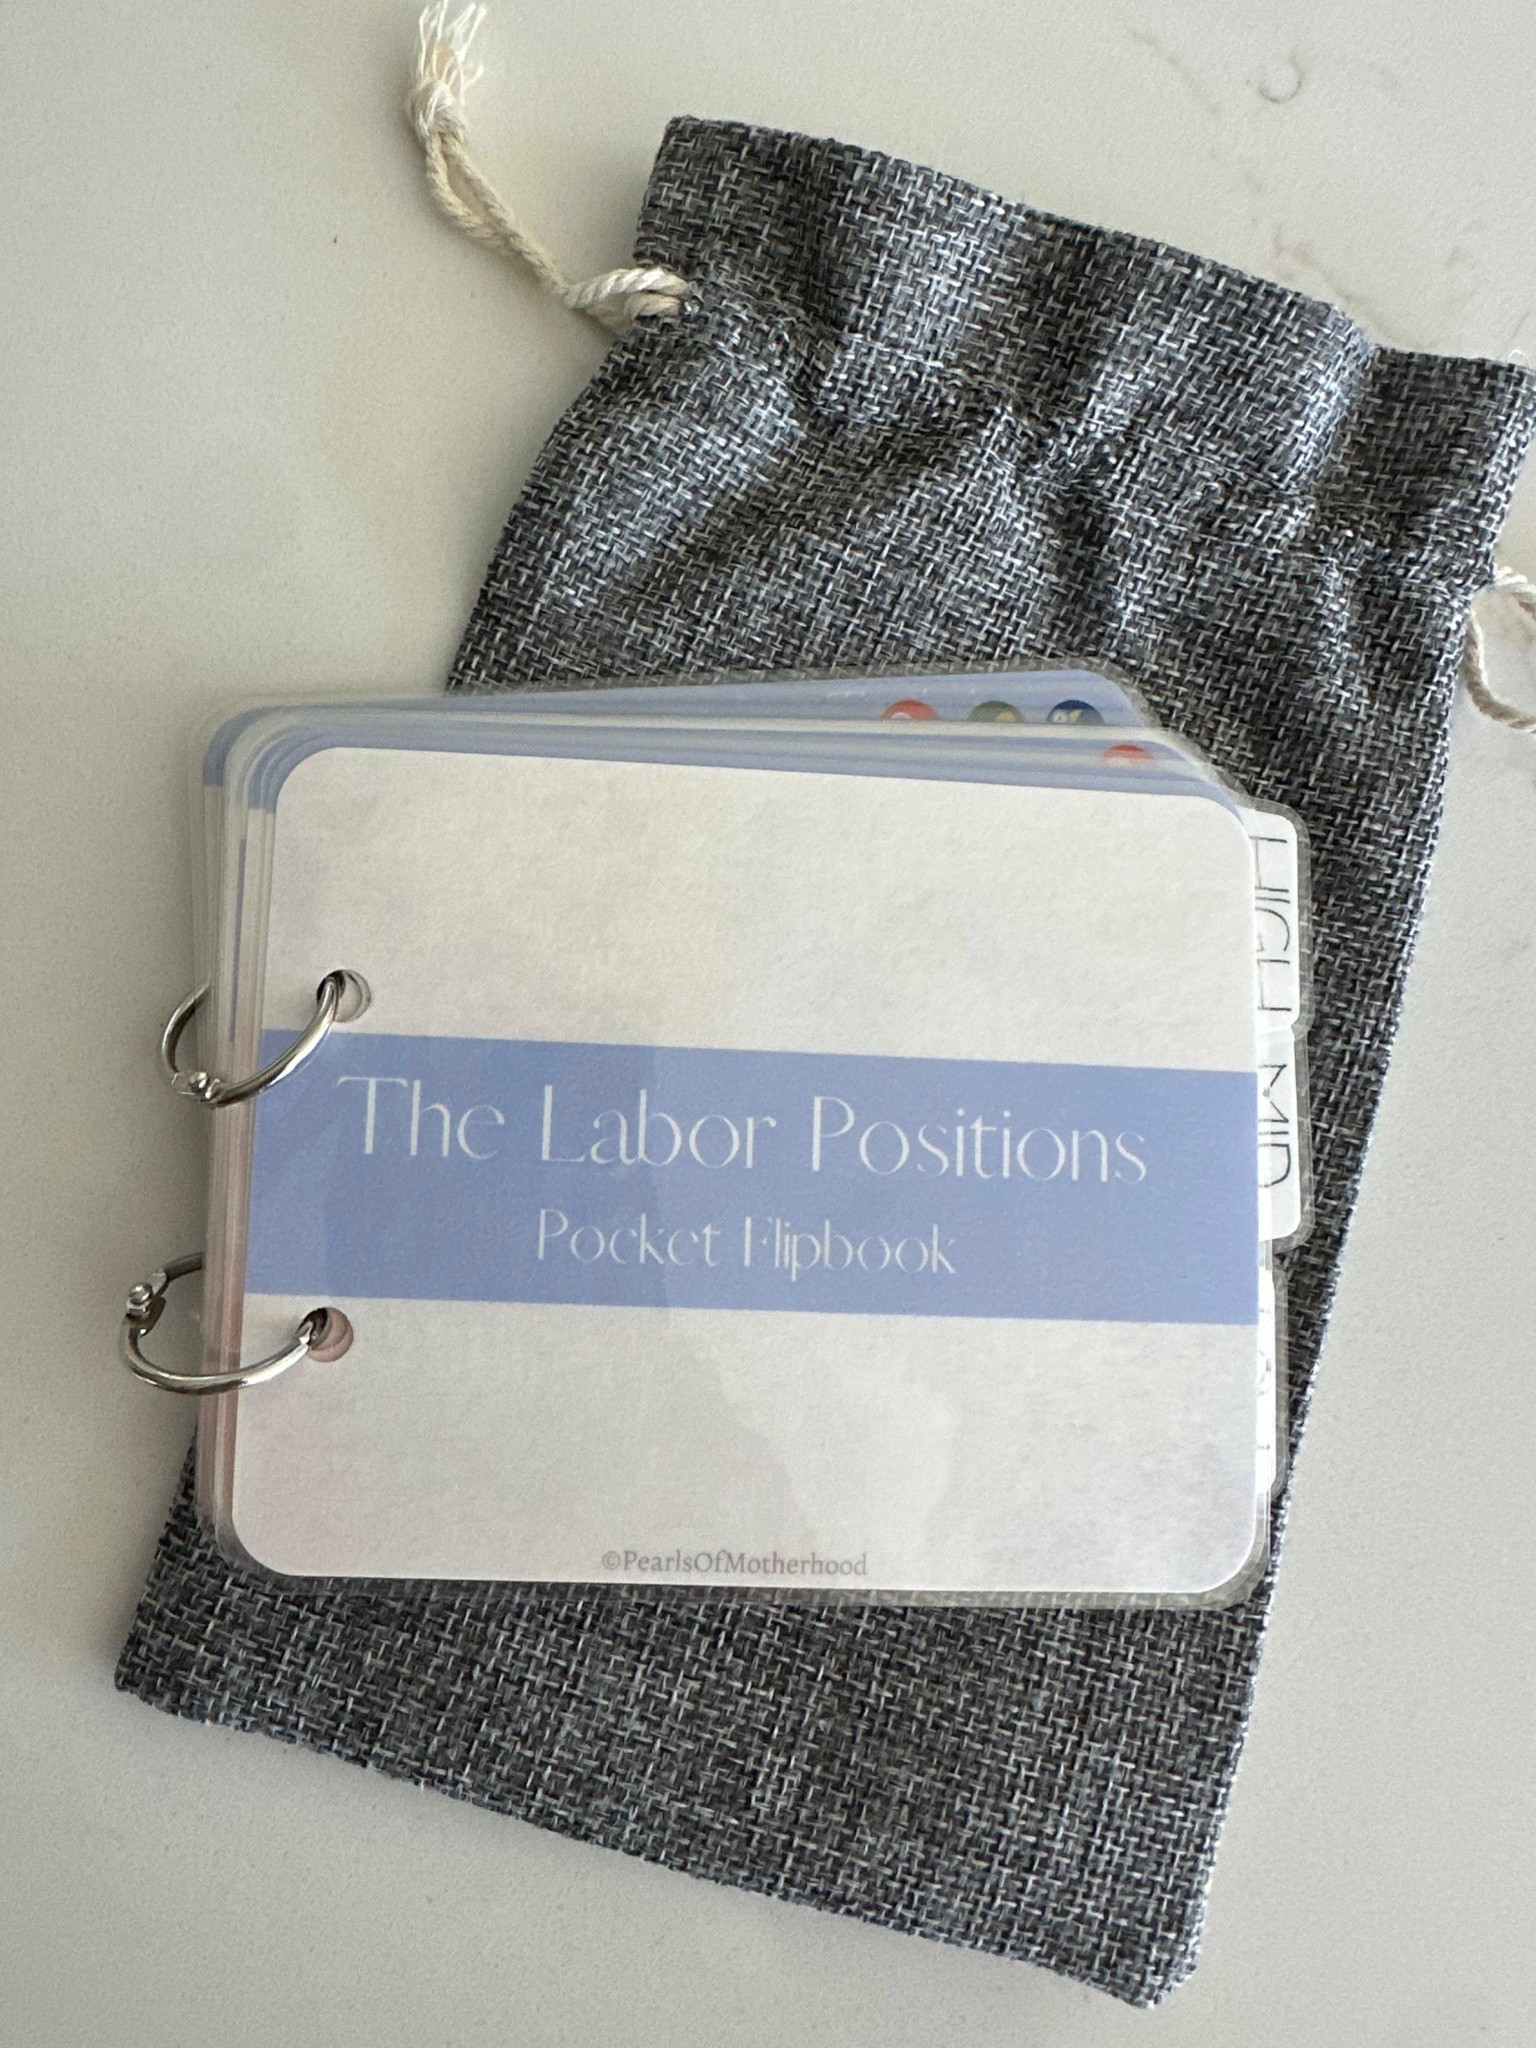 The Labor Positions
Pocket Flipbook
©PearlsOfMotherhood
HIGH
MID